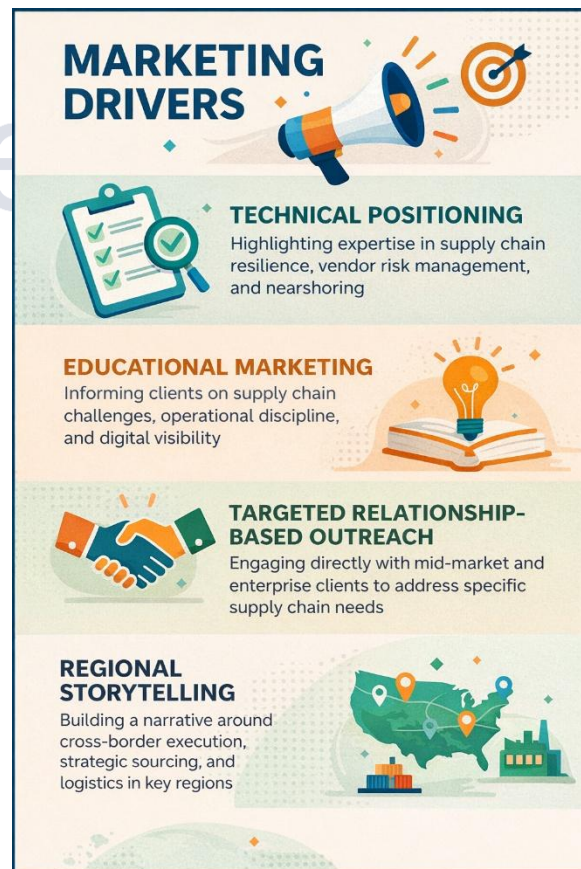 MARKETING
DRIVERS
TECHNICAL POSITIONING
Highlighting expertise in supply chain
resilience, vendor risk management,
and nearshoring
EDUCATIONAL MARKETING
Informing clients on supply chain
challenges, operational discipline,
and digital visibility
TARGETED RELATIONSHIP-
BASED OUTREACH
Engaging directly with mid-market and
enterprise clients to address specific
supply chain needs
REGIONAL
STORYTELLING
Building a narrative around
cross-border execution,
strategic sourcing, and
logistics in key regions